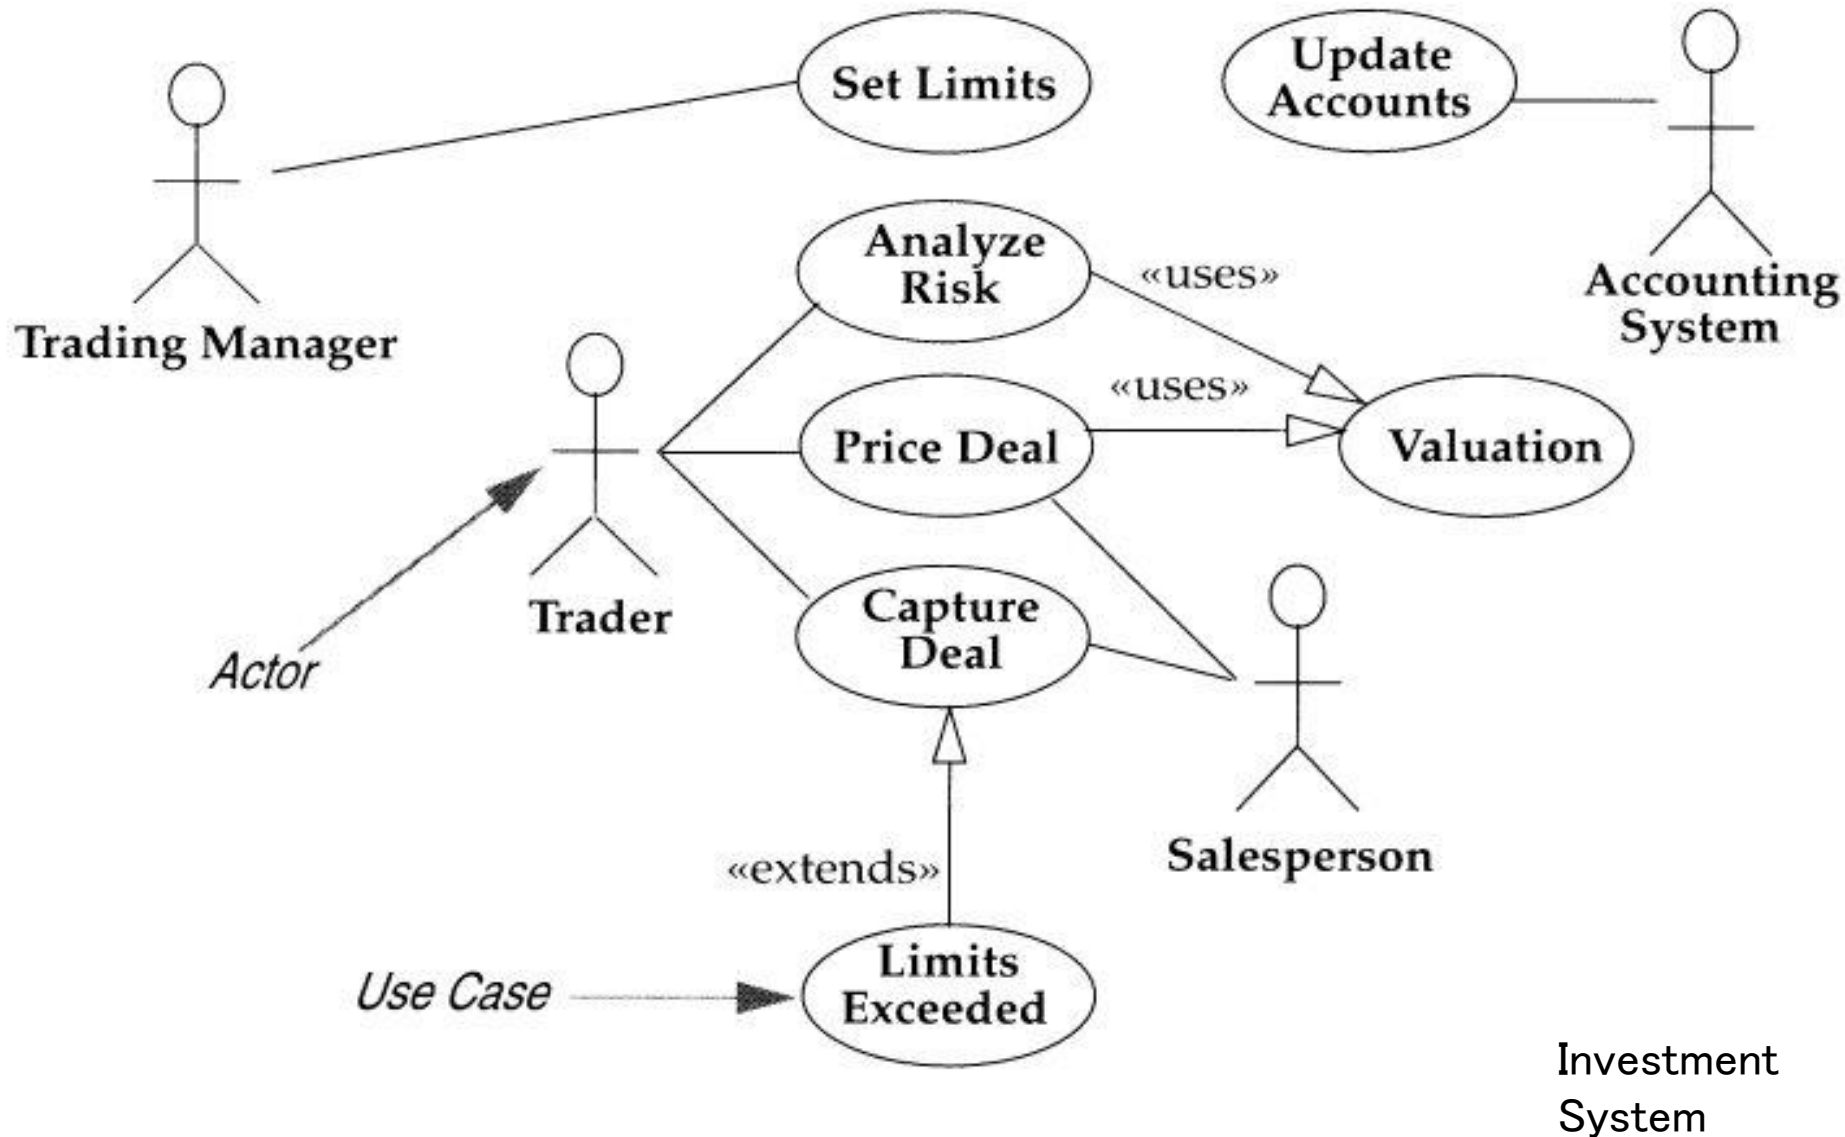 Set Limits
Update
Accounts
Analyze
Risk
«uses»
Accounting
System
Trading Manager
«uses»
Price Deal
Valuation
Trader
Capture
Deal
Actor
Salesperson
«extends»
Limits
Exceeded
Use Case
Investment
System